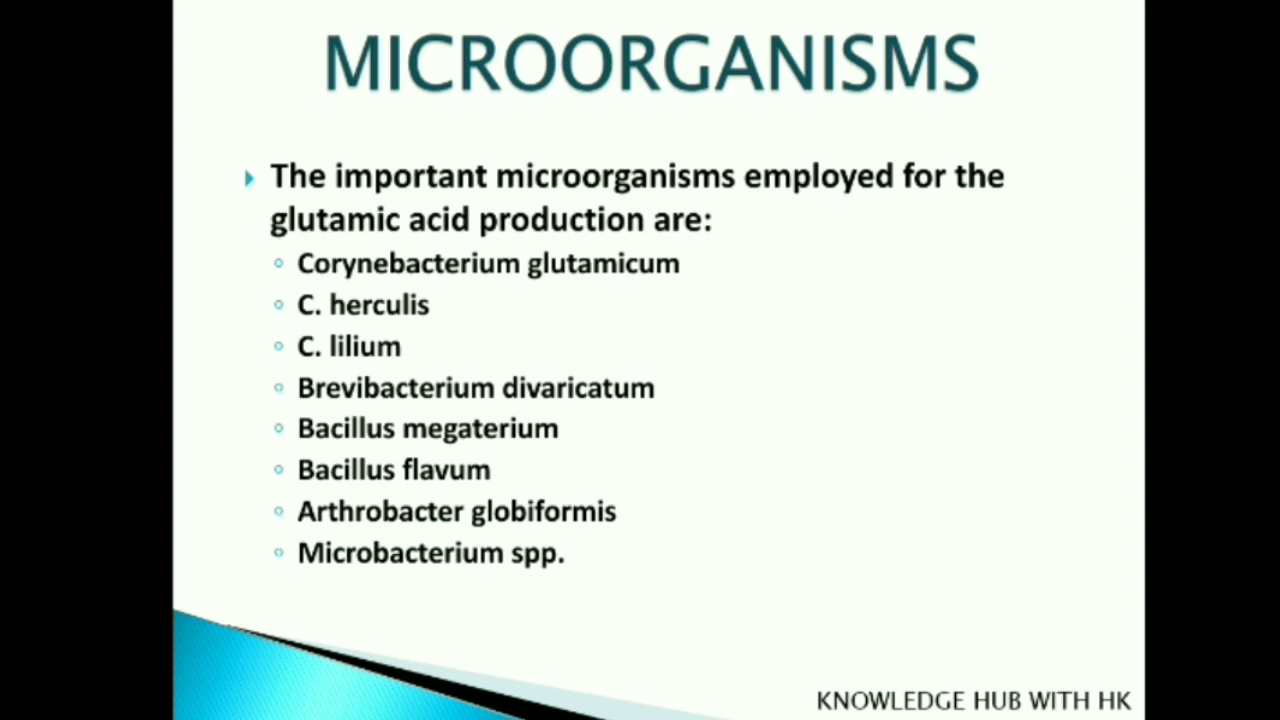 MICROORGANISMS
The important microorganisms employed for the
glutamic acid production are:
Corynebacterium glutamicum
C. herculis
C. lilium
Brevibacterium divaricatum
Bacillus megaterium
Bacillus flavum
Arthrobacter globiformis
Microbacterium spp.
KNOWLEDGE HUB WITH HK